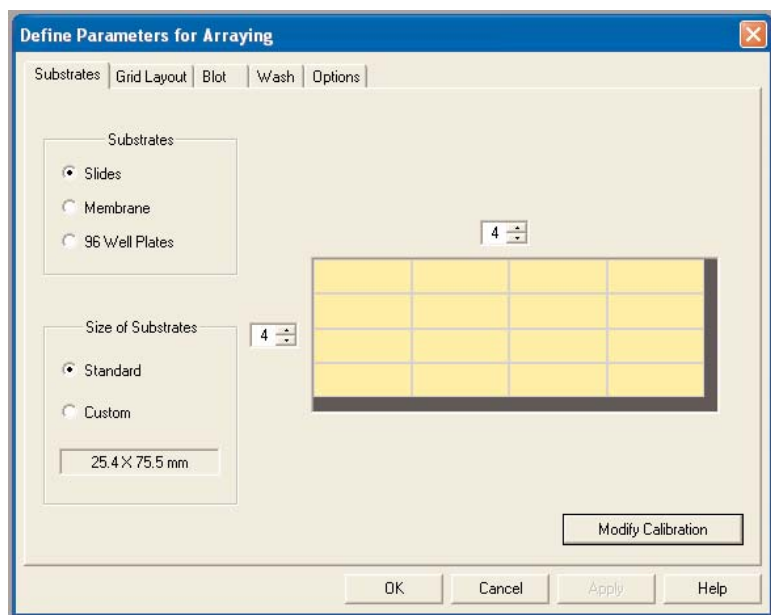 Define Parameters for Arraying
Substrates Grid Layout Blot Wash Options
Substrates
Slides
Membrane
96 Well Plates
4
Size of Substrates
4
Standard
Custom
25.4 X 75.5 mm
Modify Calibration
OK Cancel Apply Help